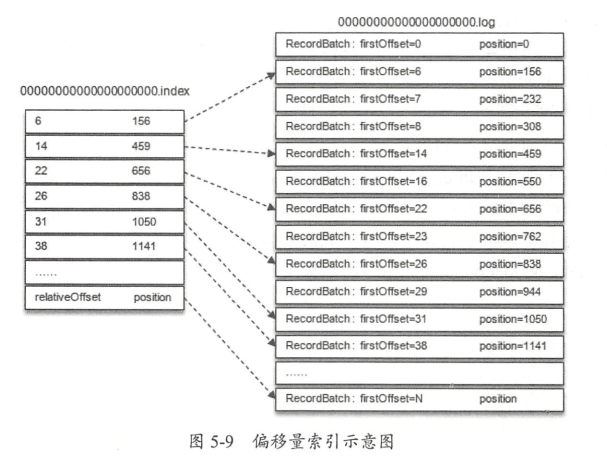 00000000000000000000.index
6 156
14 459
22 656
26 838
31 1050
38 1141
......
relativeOffset position
00000000000000000000.log
RecordBatch: firstOffset=0 position=0
RecordBatch: firstOffset=6 position=156
RecordBatch: firstOffset=7 position=232
RecordBatch: firstOffset=8 position=308
RecordBatch: firstOffset=14 position=459
RecordBatch: firstOffset=16 position=550
RecordBatch: firstOffset=22 position=656
RecordBatch: firstOffset=23 position=762
RecordBatch: firstOffset=26 position=838
RecordBatch: firstOffset=29 position=944
RecordBatch: firstOffset=31 position=1050
RecordBatch: firstOffset=38 position=1141
......
RecordBatch: firstOffset=N position
图 5-9 偏移量索引示意图